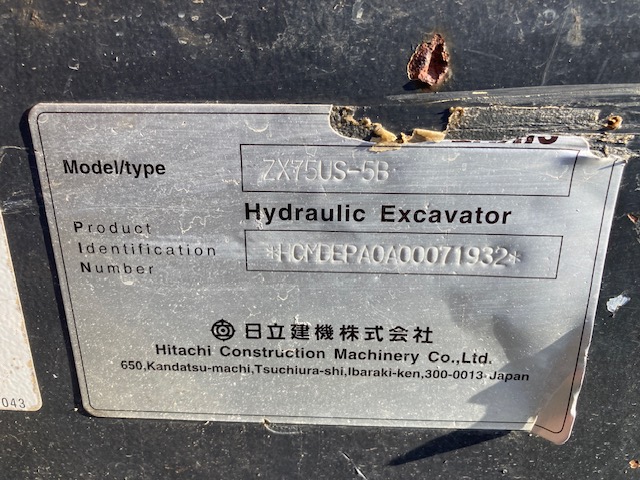 Model/type ZX75US-5B
Hydraulic Excavator
Product
Identification
Number
*HCMDEPA0A00071932*
日立建機株式会社
Hitachi Construction Machinery Co.,Ltd.
650,Kandatsu-machi,Tsuchiura-shi,Ibaraki-ken,300-0013 Japan
043